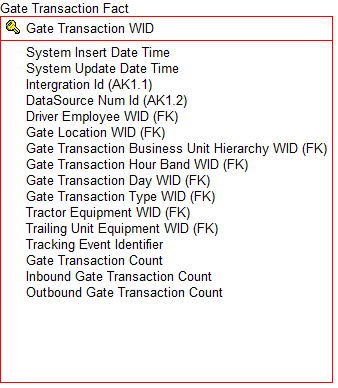 Gate Transaction Fact
Gate Transaction WID
System Insert Date Time
System Update Date Time
Intergration Id (AK1.1)
DataSource Num Id (AK1.2)
Driver Employee WID (FK)
Gate Location WID (FK)
Gate Transaction Business Unit Hierarchy WID (FK)
Gate Transaction Hour Band WID (FK)
Gate Transaction Day WID (FK)
Gate Transaction Type WID (FK)
Tractor Equipment WID (FK)
Trailing Unit Equipment WID (FK)
Tracking Event Identifier
Gate Transaction Count
Inbound Gate Transaction Count
Outbound Gate Transaction Count